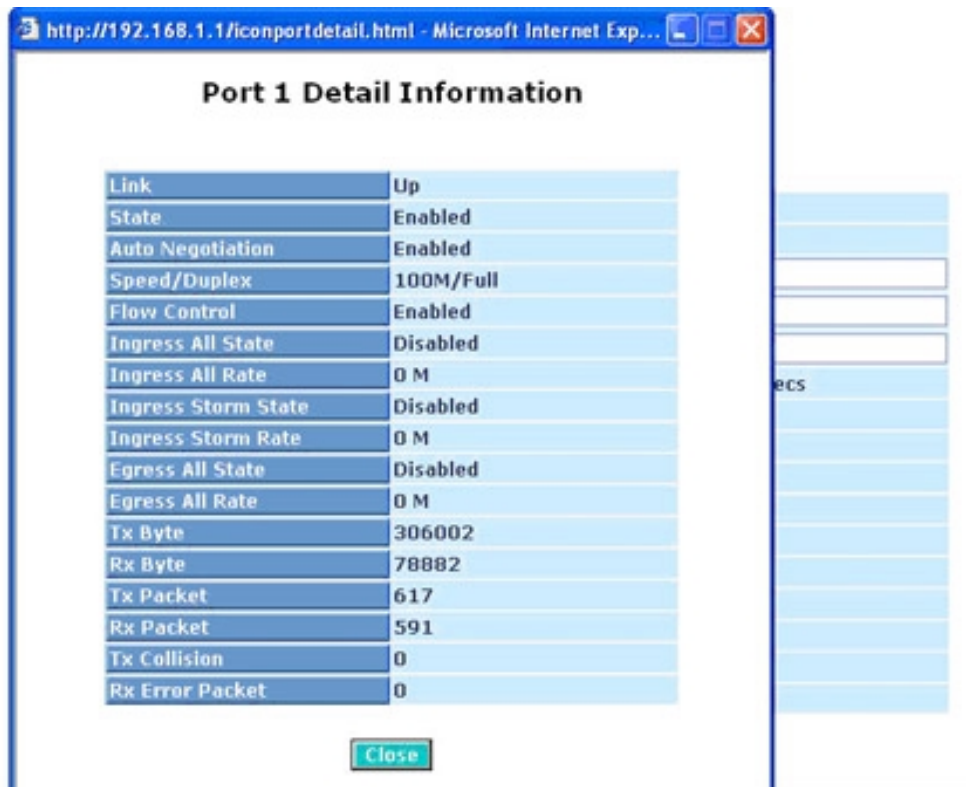 http://192.168.1.1/iconportdetail.html - Microsoft Internet Exp...
Port 1 Detail Information
Link Up
State Enabled
Auto Negotiation Enabled
Speed/Duplex 100M/Full
Flow Control Enabled
Ingress All State Disabled
Ingress All Rate 0 M
Ingress Storm State Disabled
Ingress Storm Rate 0 M
Egress All State Disabled
Egress All Rate 0 M
Tx Byte 306002
Rx Byte 78882
Tx Packet 617
Rx Packet 591
Tx Collision 0
Rx Error Packet 0
Close
ecs